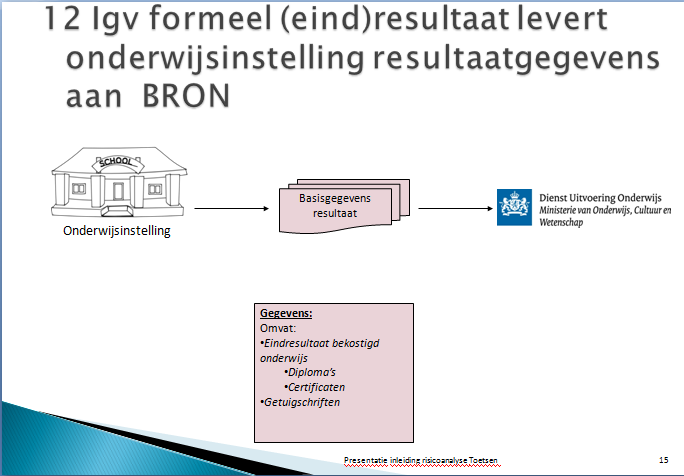 12 Igv formeel (eind)resultaat levert
onderwijsinstelling resultaatgegevens
aan BRON
SCHOOL
Onderwijsinstelling
Basisgegevens
resultaat
Dienst Uitvoering Onderwijs
Ministerie van Onderwijs, Cultuur en
Wetenschap
Gegevens:
Omvat:
•Eindresultaat bekostigd
onderwijs
•Diploma's
•Certificaten
•Getuigschriften
Presentatie inleiding risicoanalyse Toetsen
15